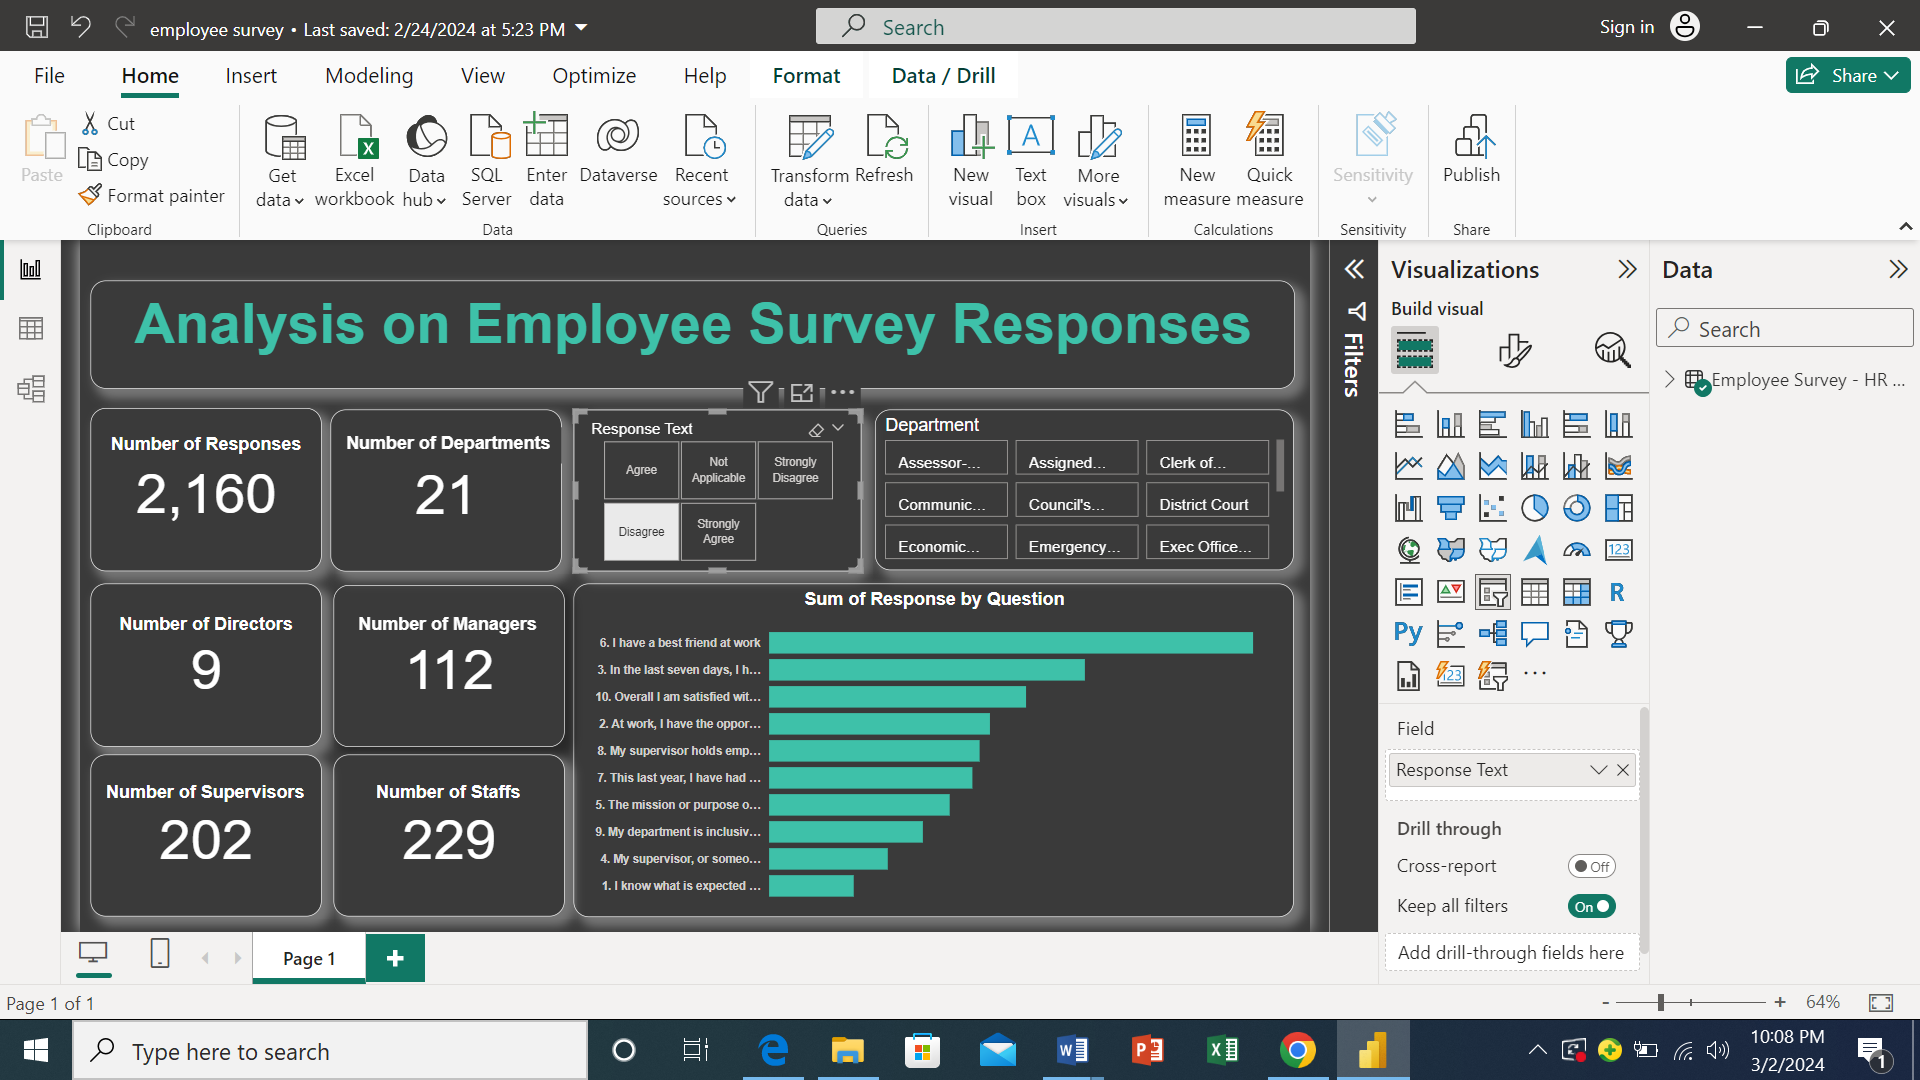 employee survey • Last saved: 2/24/2024 at 5:23 PM
Search
Sign in
File
Home
Insert
Modeling
View
Optimize
Help
Format
Data / Drill
Share
Paste
Cut
Copy
Format painter
Clipboard
Get data
Excel workbook
Data hub
SQL Server
Enter data
Dataverse
Recent sources
Data
Transform data
Refresh
Queries
New visual
Text box
More visuals
Insert
New measure
Quick measure
Calculations
Sensitivity
Sensitivity
Publish
Share
Analysis on Employee Survey Responses
Number of Responses
2,160
Number of Departments
21
Response Text
Agree
Not Applicable
Strongly Disagree
Disagree
Strongly Agree
Department
Assessor-...
Assigned...
Clerk of...
Communic...
Council's...
District Court
Economic...
Emergency...
Exec Office...
Number of Directors
9
Number of Managers
112
Number of Supervisors
202
Number of Staffs
229
Sum of Response by Question
6. I have a best friend at work
3. In the last seven days, I h...
10. Overall I am satisfied wit...
2. At work, I have the oppor...
8. My supervisor holds emp...
7. This last year, I have had ...
5. The mission or purpose o...
9. My department is inclusiv...
4. My supervisor, or someo...
1. I know what is expected ...
Filters
Visualizations
Build visual
123
R
Py
123
Field
Response Text
Drill through
Cross-report
Off
Keep all filters
On
Add drill-through fields here
Data
Search
Employee Survey - HR ...
Page 1
Page 1 of 1
64%
Type here to search
10:08 PM
3/2/2024
1